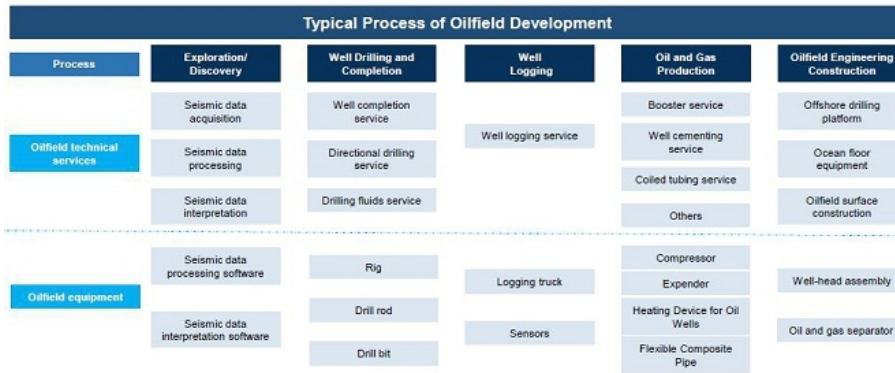 Typical Process of Oilfield Development
Process
Exploration/
Discovery
Well Drilling and
Completion
Well
Logging
Oil and Gas
Production
Oilfield Engineering
Construction
Oilfield technical
services
Seismic data
acquisition
Seismic data
processing
Seismic data
interpretation
Well completion
service
Directional drilling
service
Drilling fluids service
Well logging service
Booster service
Well cementing
service
Coiled tubing service
Others
Offshore drilling
platform
Ocean floor
equipment
Oilfield surface
construction
Oilfield equipment
Seismic data
processing software
Seismic data
interpretation software
Rig
Drill rod
Drill bit
Logging truck
Sensors
Compressor
Expender
Heating Device for Oil
Wells
Flexible Composite
Pipe
Well-head assembly
Oil and gas separator